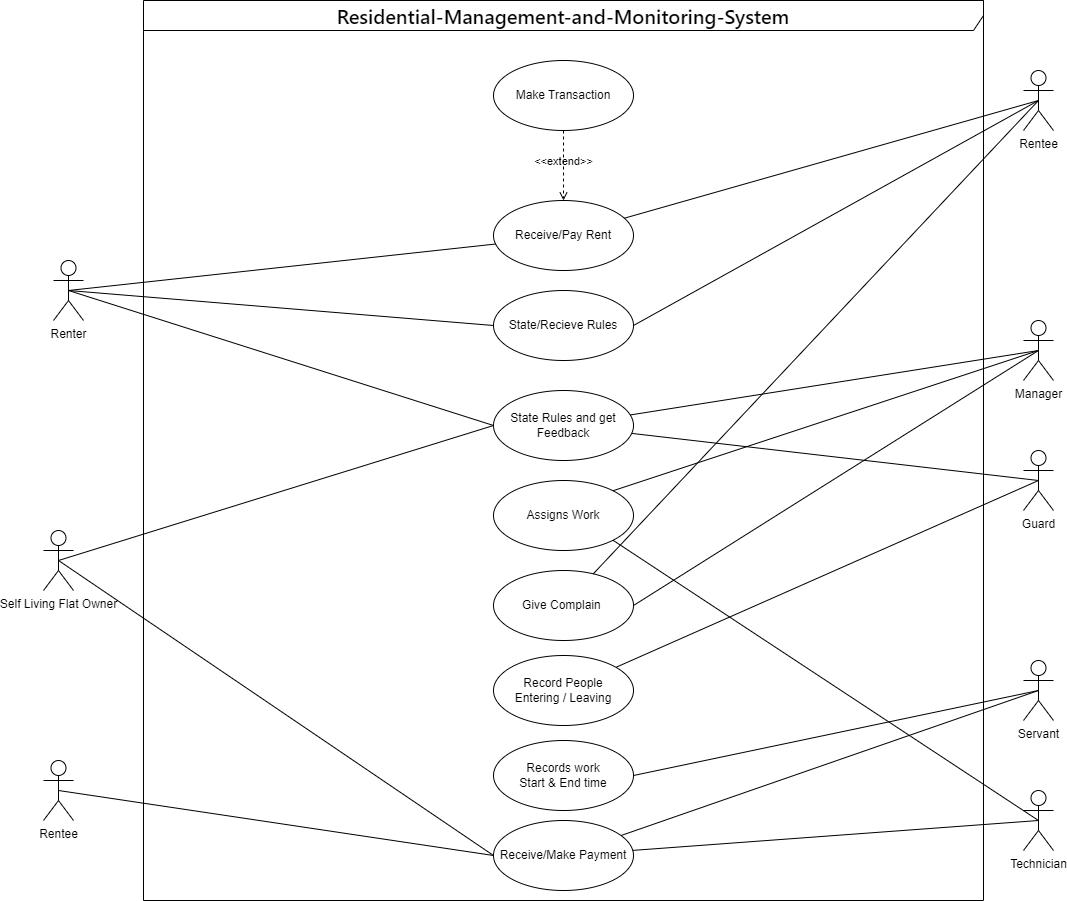 Residential-Management-and-Monitoring-System
Make Transaction
Rentee
<<extend>>
Receive/Pay Rent
Renter
State/Recieve Rules
Manager
State Rules and get
Feedback
Assigns Work
Guard
Self Living Flat Owner
Give Complain
Record People
Entering / Leaving
Servant
Records work
Start & End time
Rentee
Receive/Make Payment
Technician